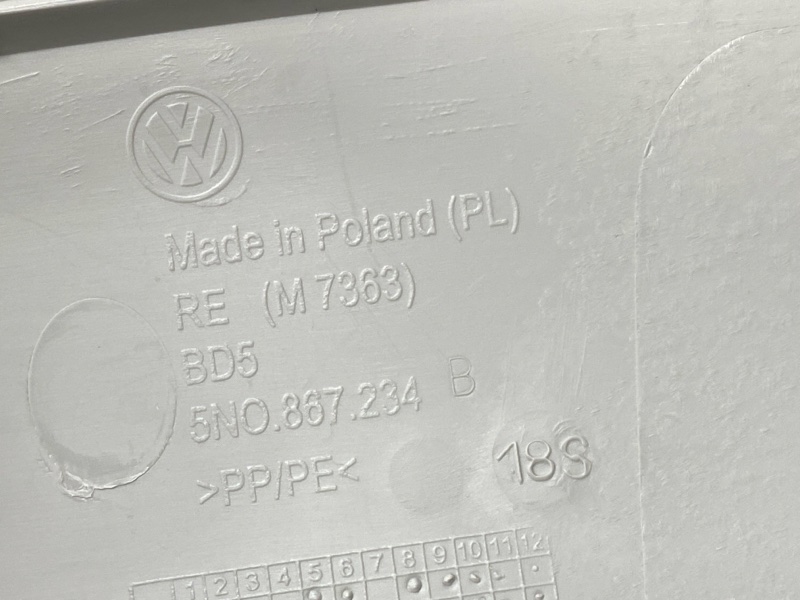 Made in Poland (PL)
RE (M 7363)
BD5
5N0.867.234 B
>PP/PE<
18S
1 2 3 4 5 6 7 8 9 10 11 12